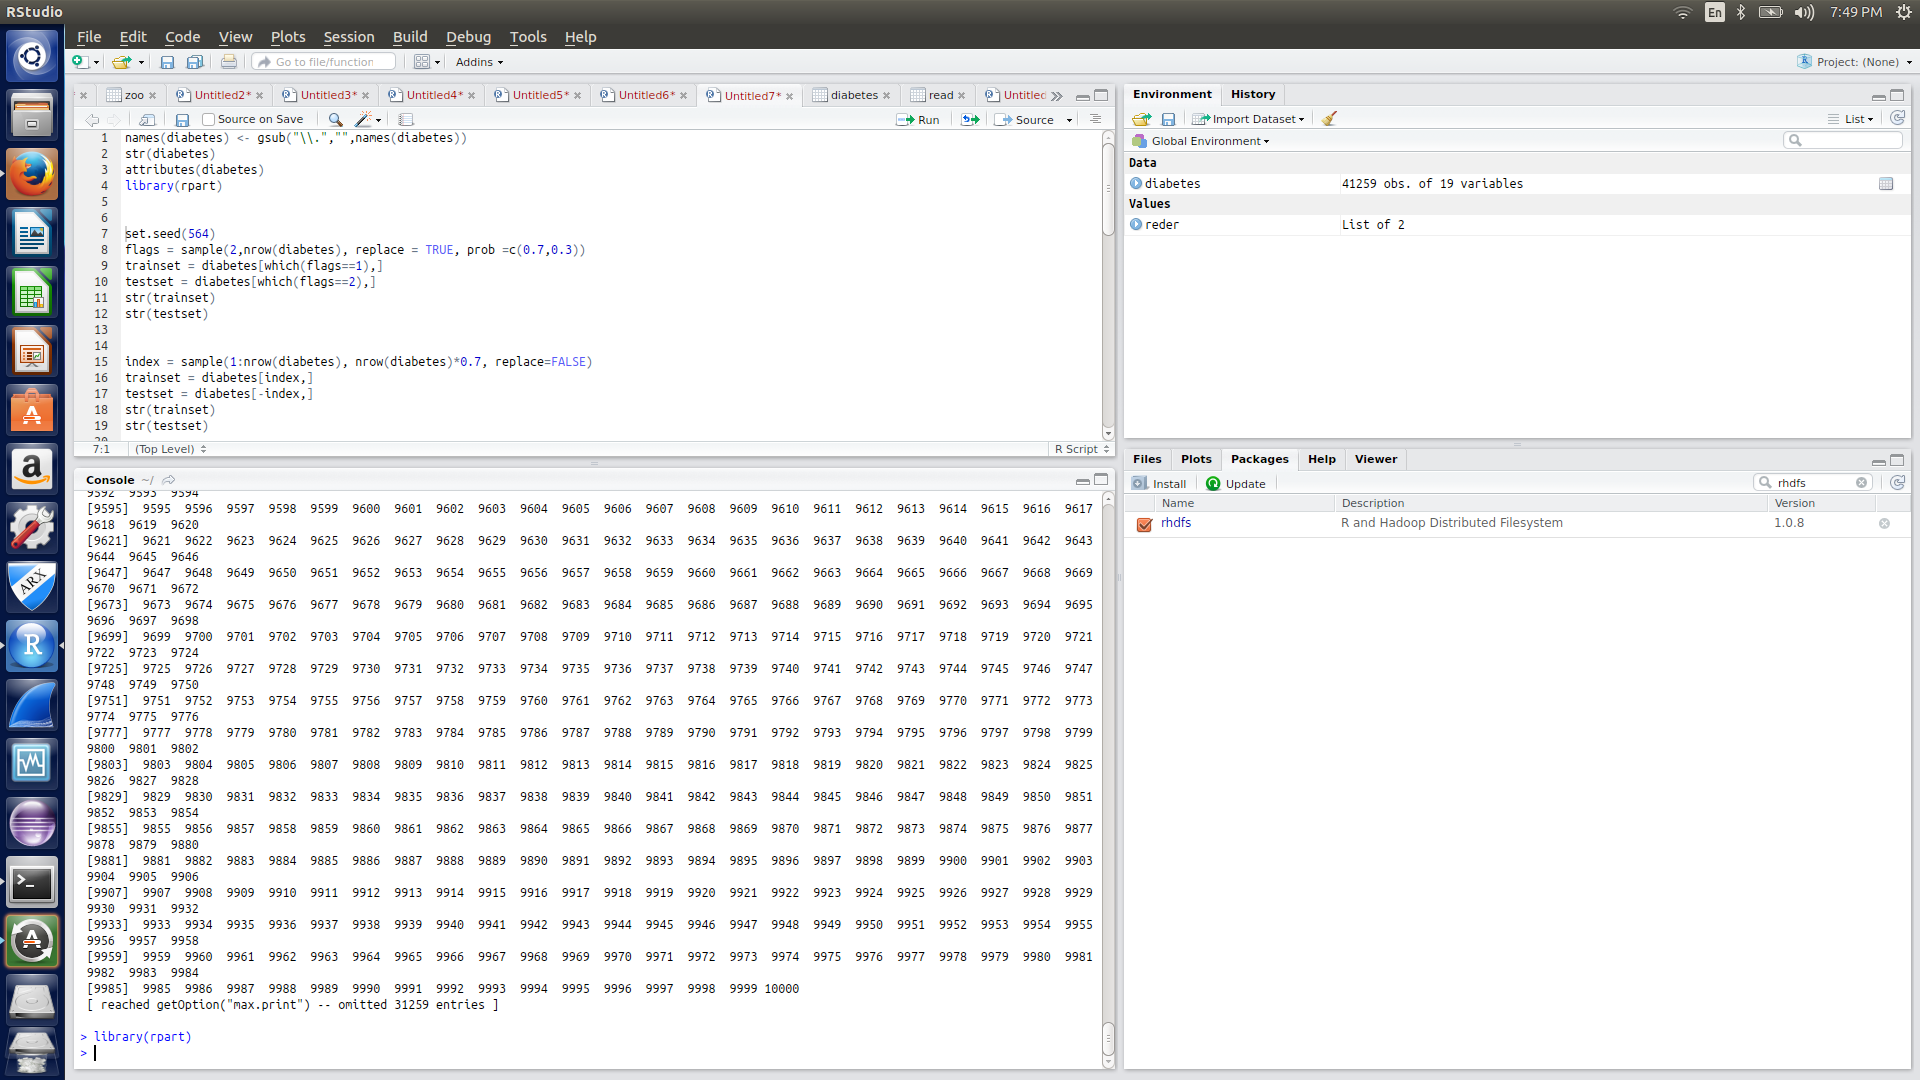 RStudio
En
7:49 PM
File Edit Code View Plots Session Build Debug Tools Help
Go to file/function
Addins
Project: (None)
zoo
Untitled2*
Untitled3*
Untitled4*
Untitled5*
Untitled6*
Untitled7*
diabetes
read
Untitled
Source on Save
Run
Source
1 names(diabetes) <- gsub("\\.","",names(diabetes))
2 str(diabetes)
3 attributes(diabetes)
4 library(rpart)
5
6
7 set.seed(564)
8 flags = sample(2,nrow(diabetes), replace = TRUE, prob =c(0.7,0.3))
9 trainset = diabetes[which(flags==1),]
10 testset = diabetes[which(flags==2),]
11 str(trainset)
12 str(testset)
13
14
15 index = sample(1:nrow(diabetes), nrow(diabetes)*0.7, replace=FALSE)
16 trainset = diabetes[index,]
17 testset = diabetes[-index,]
18 str(trainset)
19 str(testset)
20
7:1 (Top Level) R Script
Console ~/
9592 9593 9594
[9595] 9595 9596 9597 9598 9599 9600 9601 9602 9603 9604 9605 9606 9607 9608 9609 9610 9611 9612 9613 9614 9615 9616 9617
9618 9619 9620
[9621] 9621 9622 9623 9624 9625 9626 9627 9628 9629 9630 9631 9632 9633 9634 9635 9636 9637 9638 9639 9640 9641 9642 9643
9644 9645 9646
[9647] 9647 9648 9649 9650 9651 9652 9653 9654 9655 9656 9657 9658 9659 9660 9661 9662 9663 9664 9665 9666 9667 9668 9669
9670 9671 9672
[9673] 9673 9674 9675 9676 9677 9678 9679 9680 9681 9682 9683 9684 9685 9686 9687 9688 9689 9690 9691 9692 9693 9694 9695
9696 9697 9698
[9699] 9699 9700 9701 9702 9703 9704 9705 9706 9707 9708 9709 9710 9711 9712 9713 9714 9715 9716 9717 9718 9719 9720 9721
9722 9723 9724
[9725] 9725 9726 9727 9728 9729 9730 9731 9732 9733 9734 9735 9736 9737 9738 9739 9740 9741 9742 9743 9744 9745 9746 9747
9748 9749 9750
[9751] 9751 9752 9753 9754 9755 9756 9757 9758 9759 9760 9761 9762 9763 9764 9765 9766 9767 9768 9769 9770 9771 9772 9773
9774 9775 9776
[9777] 9777 9778 9779 9780 9781 9782 9783 9784 9785 9786 9787 9788 9789 9790 9791 9792 9793 9794 9795 9796 9797 9798 9799
9800 9801 9802
[9803] 9803 9804 9805 9806 9807 9808 9809 9810 9811 9812 9813 9814 9815 9816 9817 9818 9819 9820 9821 9822 9823 9824 9825
9826 9827 9828
[9829] 9829 9830 9831 9832 9833 9834 9835 9836 9837 9838 9839 9840 9841 9842 9843 9844 9845 9846 9847 9848 9849 9850 9851
9852 9853 9854
[9855] 9855 9856 9857 9858 9859 9860 9861 9862 9863 9864 9865 9866 9867 9868 9869 9870 9871 9872 9873 9874 9875 9876 9877
9878 9879 9880
[9881] 9881 9882 9883 9884 9885 9886 9887 9888 9889 9890 9891 9892 9893 9894 9895 9896 9897 9898 9899 9900 9901 9902 9903
9904 9905 9906
[9907] 9907 9908 9909 9910 9911 9912 9913 9914 9915 9916 9917 9918 9919 9920 9921 9922 9923 9924 9925 9926 9927 9928 9929
9930 9931 9932
[9933] 9933 9934 9935 9936 9937 9938 9939 9940 9941 9942 9943 9944 9945 9946 9947 9948 9949 9950 9951 9952 9953 9954 9955
9956 9957 9958
[9959] 9959 9960 9961 9962 9963 9964 9965 9966 9967 9968 9969 9970 9971 9972 9973 9974 9975 9976 9977 9978 9979 9980 9981
9982 9983 9984
[9985] 9985 9986 9987 9988 9989 9990 9991 9992 9993 9994 9995 9996 9997 9998 9999 10000
[ reached getOption("max.print") -- omitted 31259 entries ]
> library(rpart)
>
Environment History
Import Dataset
List
Global Environment
Data
diabetes 41259 obs. of 19 variables
Values
reder List of 2
Files Plots Packages Help Viewer
Install Update
rhdfs
Name Description Version
rhdfs R and Hadoop Distributed Filesystem 1.0.8
a
ARX
R